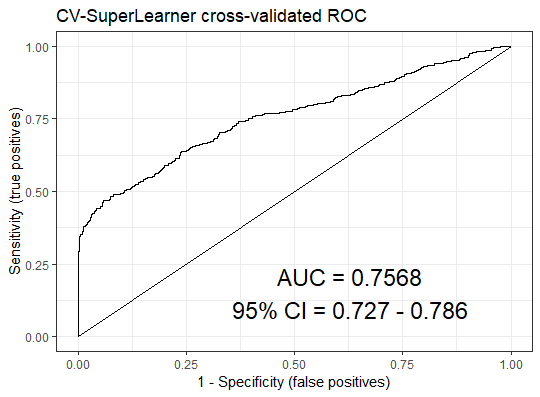 CV-SuperLearner cross-validated ROC
1.00
0.75
0.50
0.25
0.00
Sensitivity (true positives)
AUC = 0.7568
95% CI = 0.727 - 0.786
0.00 0.25 0.50 0.75 1.00
1 - Specificity (false positives)